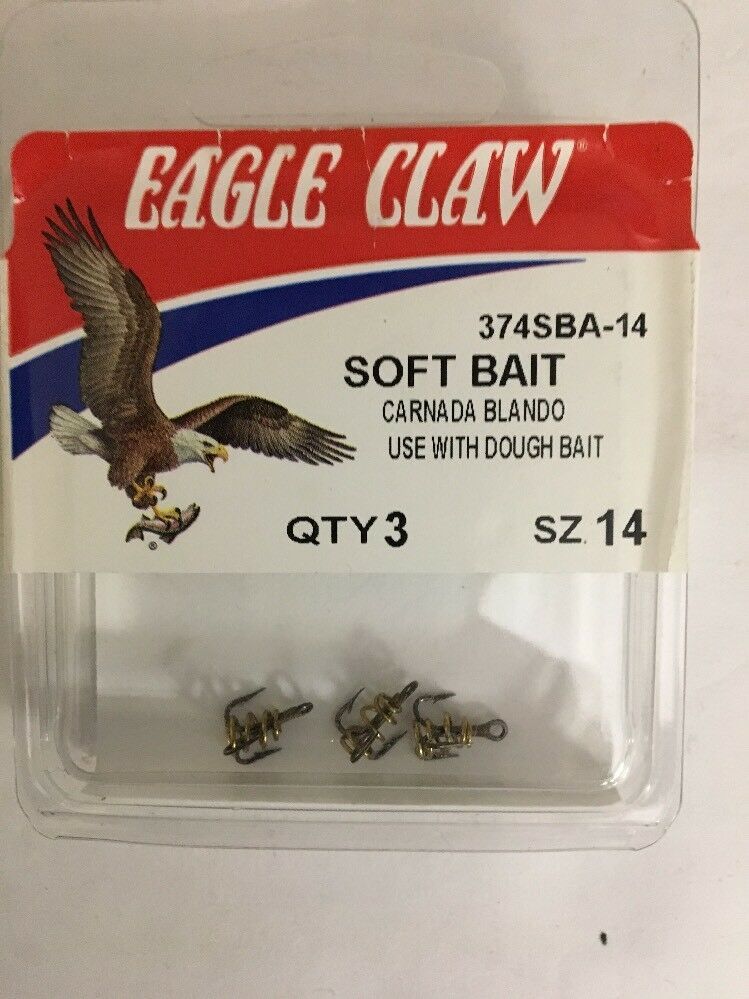 EAGLE CLAW®
374SBA-14
SOFT BAIT
CARNADA BLANDO
USE WITH DOUGH BAIT
QTY 3 SZ. 14
®